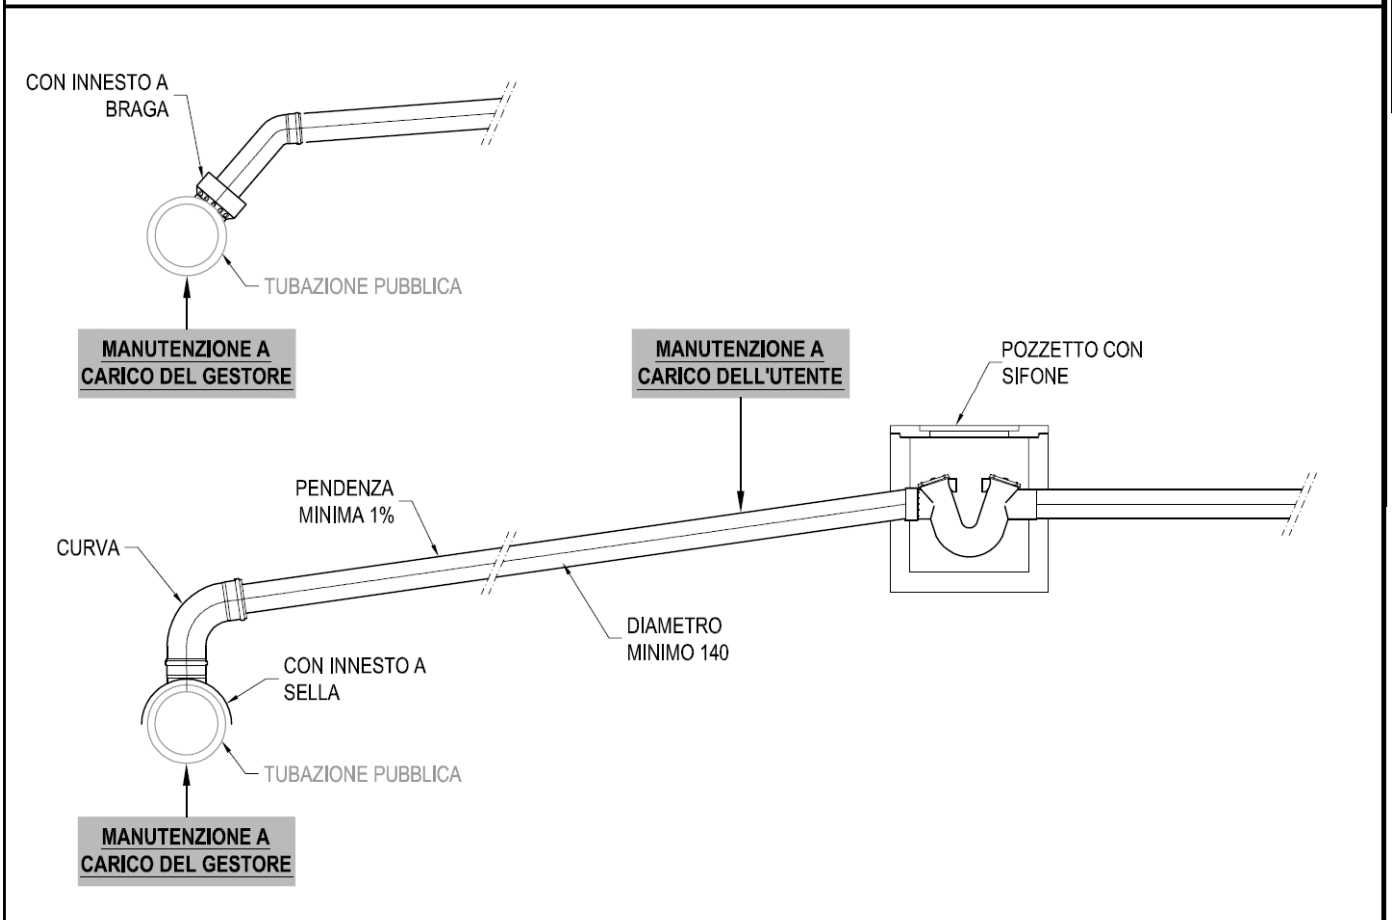 CON INNESTO A
BRAGA
TUBAZIONE PUBBLICA
MANUTENZIONE A
CARICO DEL GESTORE
MANUTENZIONE A
CARICO DELL'UTENTE
POZZETTO CON
SIFONE
PENDENZA
MINIMA 1%
CURVA
DIAMETRO
MINIMO 140
CON INNESTO A
SELLA
TUBAZIONE PUBBLICA
MANUTENZIONE A
CARICO DEL GESTORE